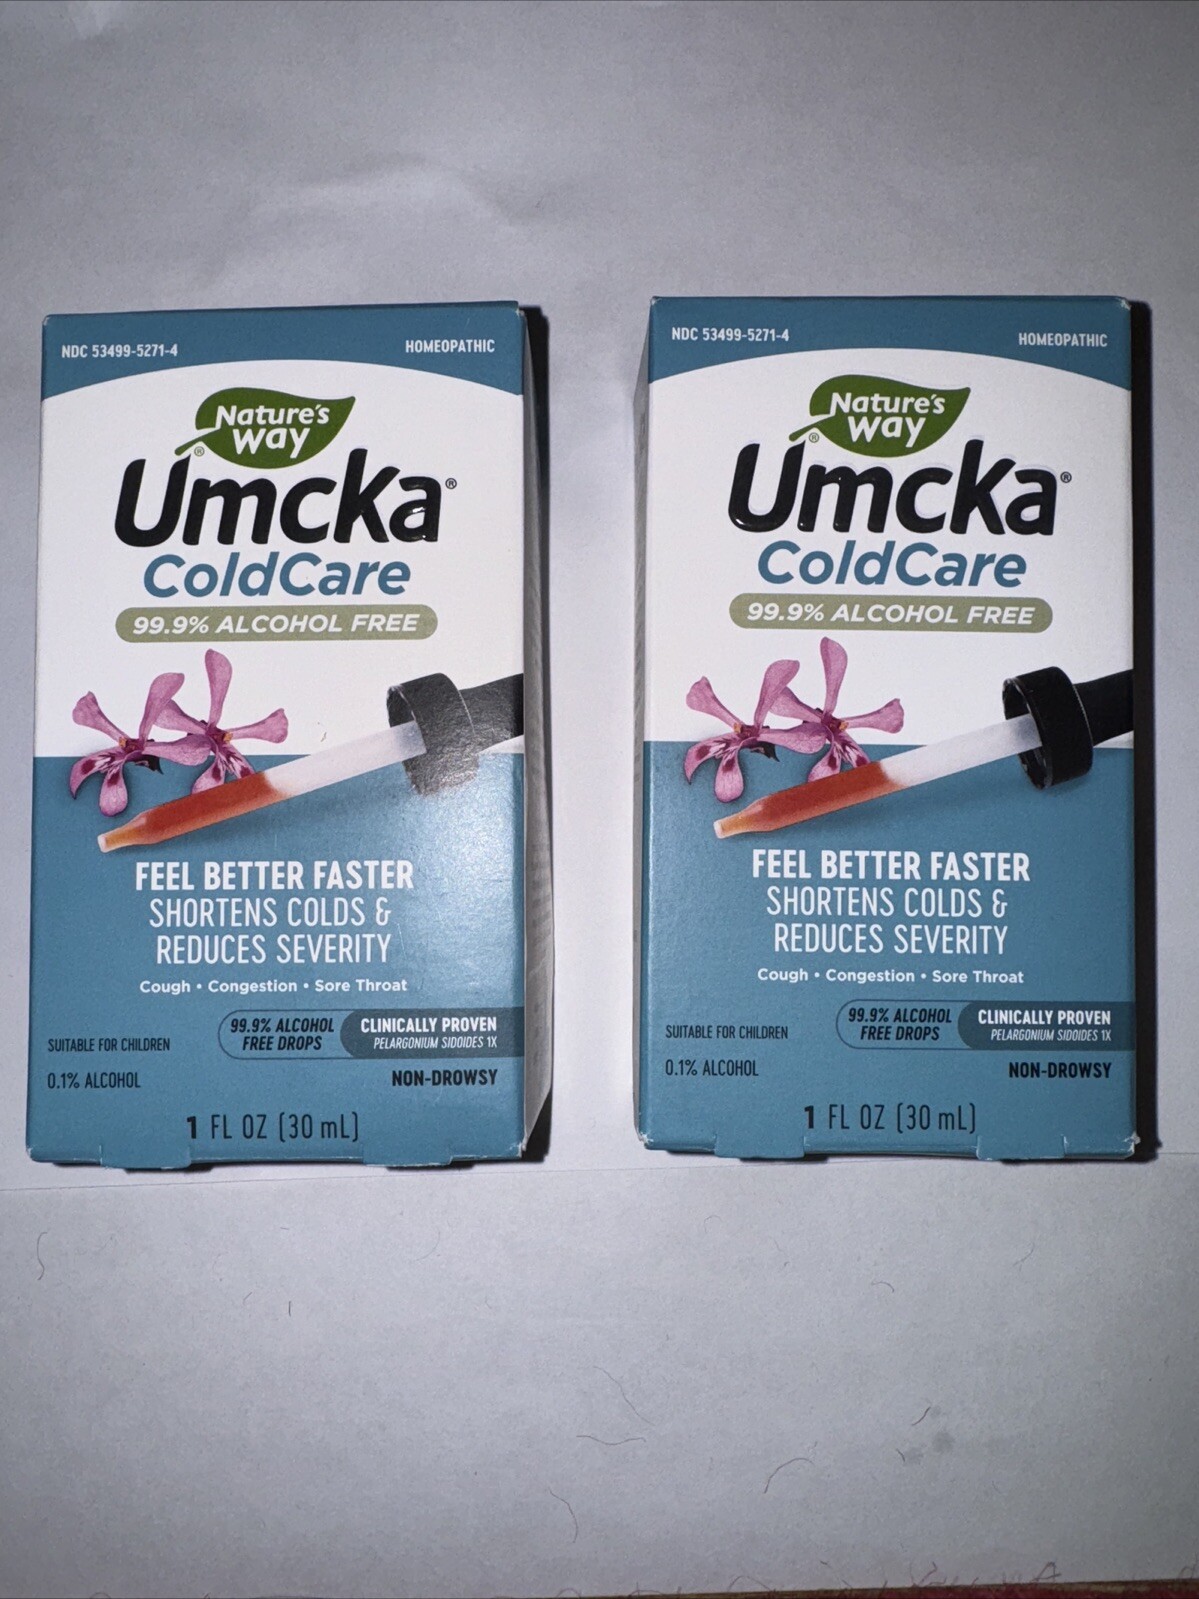 NDC 53499-5271-4
HOMEOPATHIC
Nature's
Way®
Umcka®
ColdCare
99.9% ALCOHOL FREE
FEEL BETTER FASTER
SHORTENS COLDS &
REDUCES SEVERITY
Cough • Congestion • Sore Throat
SUITABLE FOR CHILDREN
99.9% ALCOHOL
FREE DROPS
CLINICALLY PROVEN
PELARGONIUM SIDOIDES 1X
0.1% ALCOHOL
NON-DROWSY
1 FL OZ (30 mL)
NDC 53499-5271-4
HOMEOPATHIC
Nature's
Way®
Umcka®
ColdCare
99.9% ALCOHOL FREE
FEEL BETTER FASTER
SHORTENS COLDS &
REDUCES SEVERITY
Cough • Congestion • Sore Throat
SUITABLE FOR CHILDREN
99.9% ALCOHOL
FREE DROPS
CLINICALLY PROVEN
PELARGONIUM SIDOIDES 1X
0.1% ALCOHOL
NON-DROWSY
1 FL OZ (30 mL)